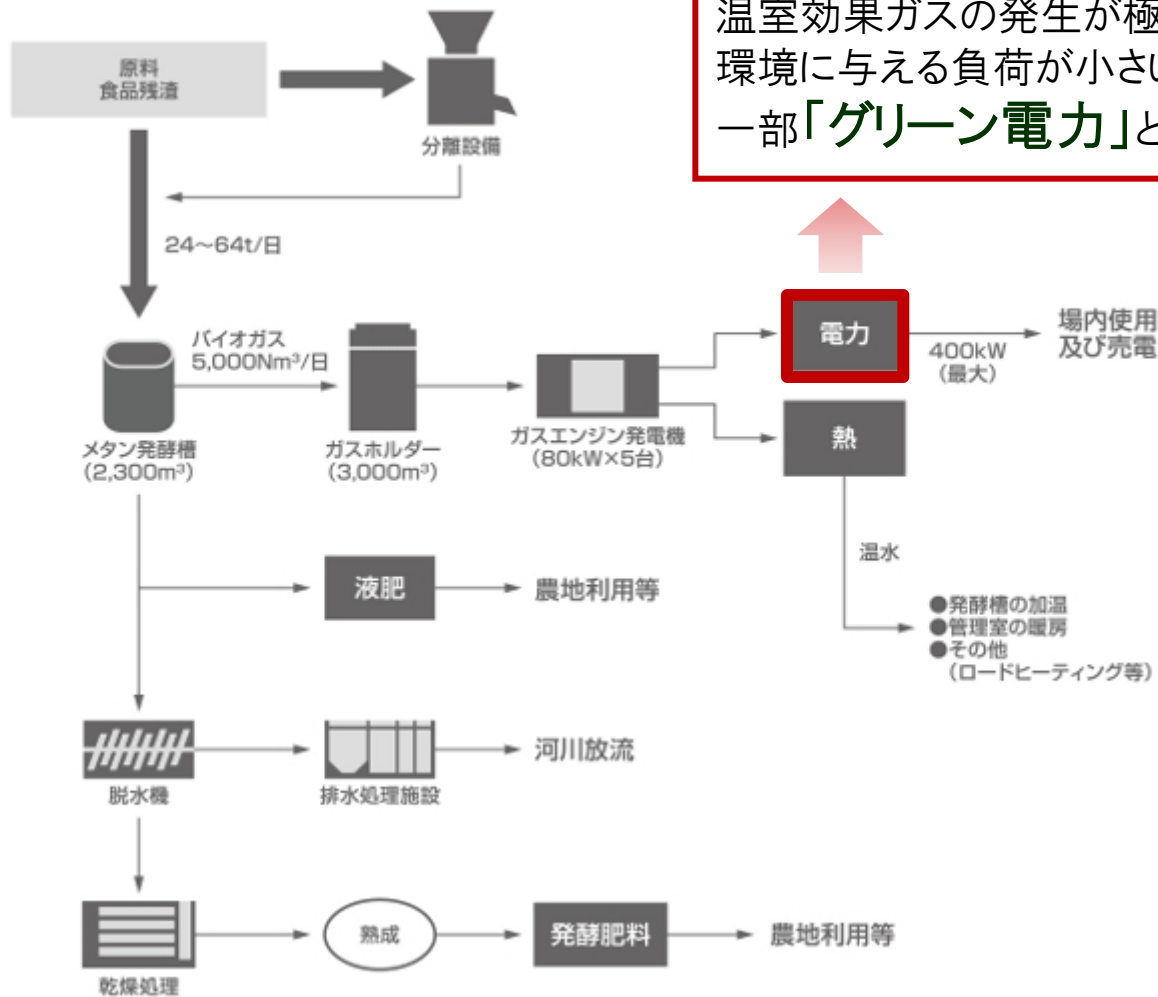 温室効果ガスの発生が極
環境に与える負荷が小さい
一部「グリーン電力」と
原料
食品残渣
分離設備
24～64t/日
バイオガス
5,000Nm³/日
メタン発酵槽
（2,300m³）
ガスホルダー
（3,000m³）
ガスエンジン発電機
（80kW×5台）
電力
400kW
（最大）
場内使用
及び売電
熱
温水
●発酵槽の加温
●管理室の暖房
●その他
（ロードヒーティング等）
液肥
農地利用等
脱水機
排水処理施設
河川放流
乾燥処理
熟成
発酵肥料
農地利用等